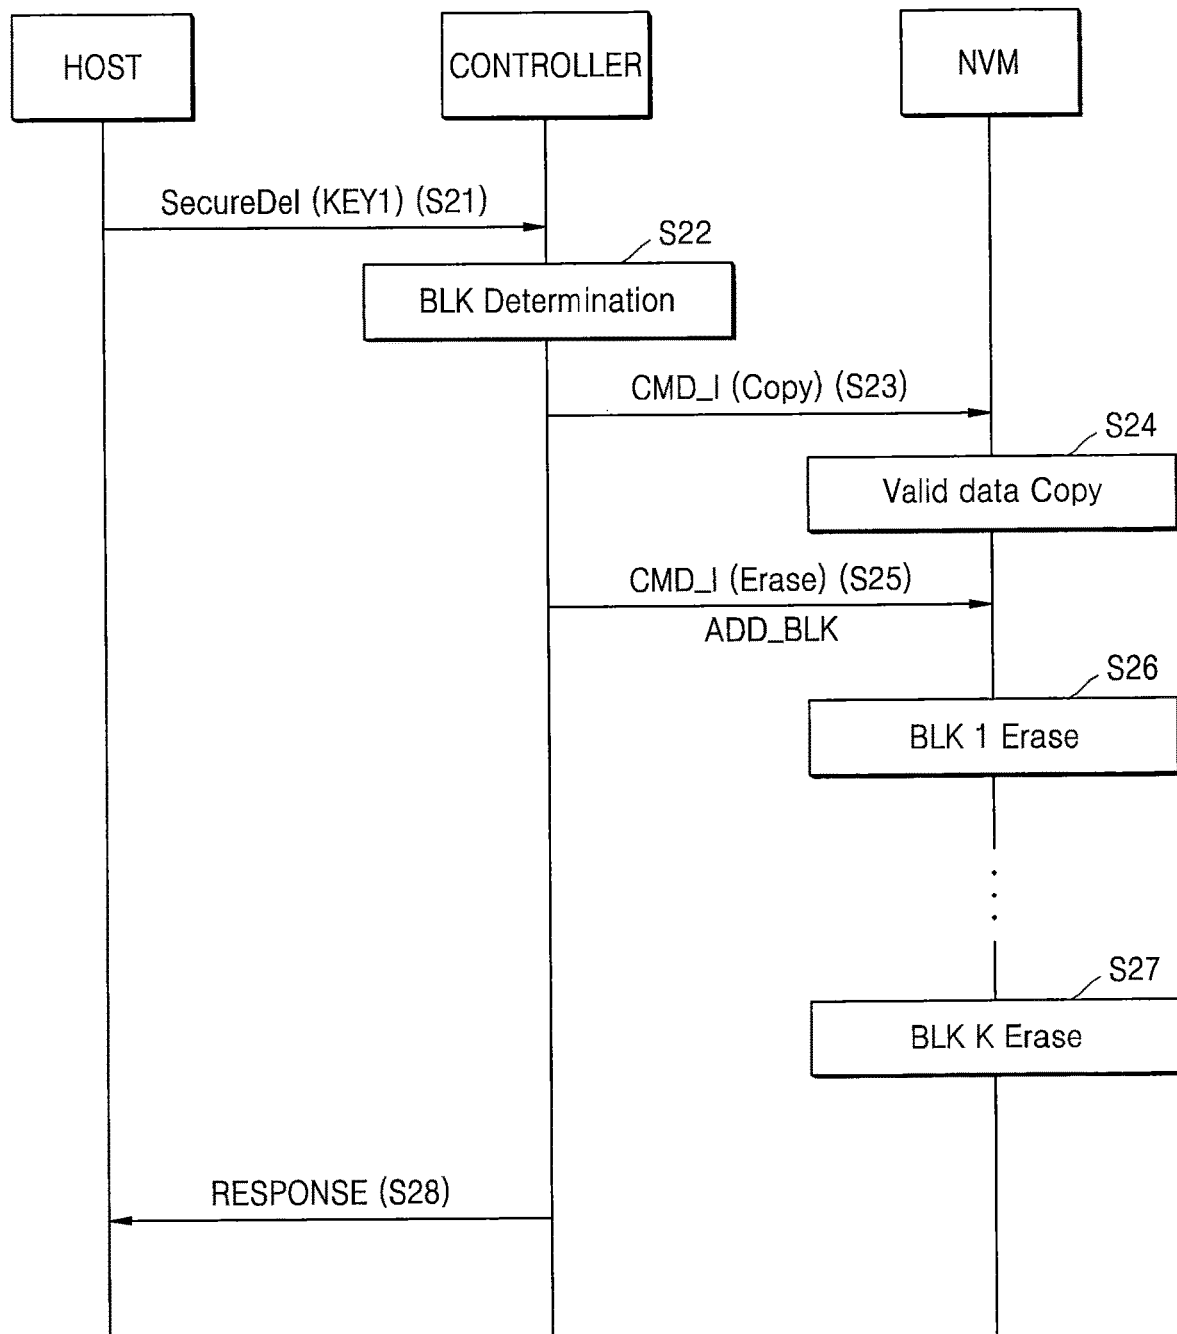 HOST
CONTROLLER
NVM
SecureDel (KEY1) (S21)
S22
BLK Determination
CMD_I (Copy) (S23)
S24
Valid data Copy
CMD_I (Erase) (S25)
ADD_BLK
S26
BLK 1 Erase
S27
BLK K Erase
RESPONSE (S28)